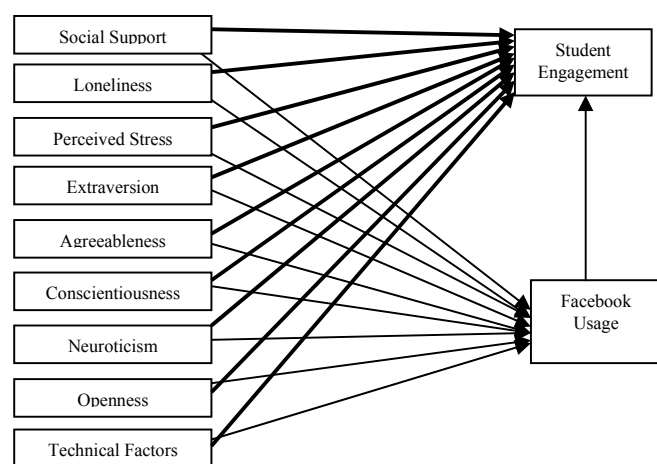 Social Support
Loneliness
Perceived Stress
Extraversion
Agreeableness
Conscientiousness
Neuroticism
Openness
Technical Factors
Student
Engagement
Facebook
Usage